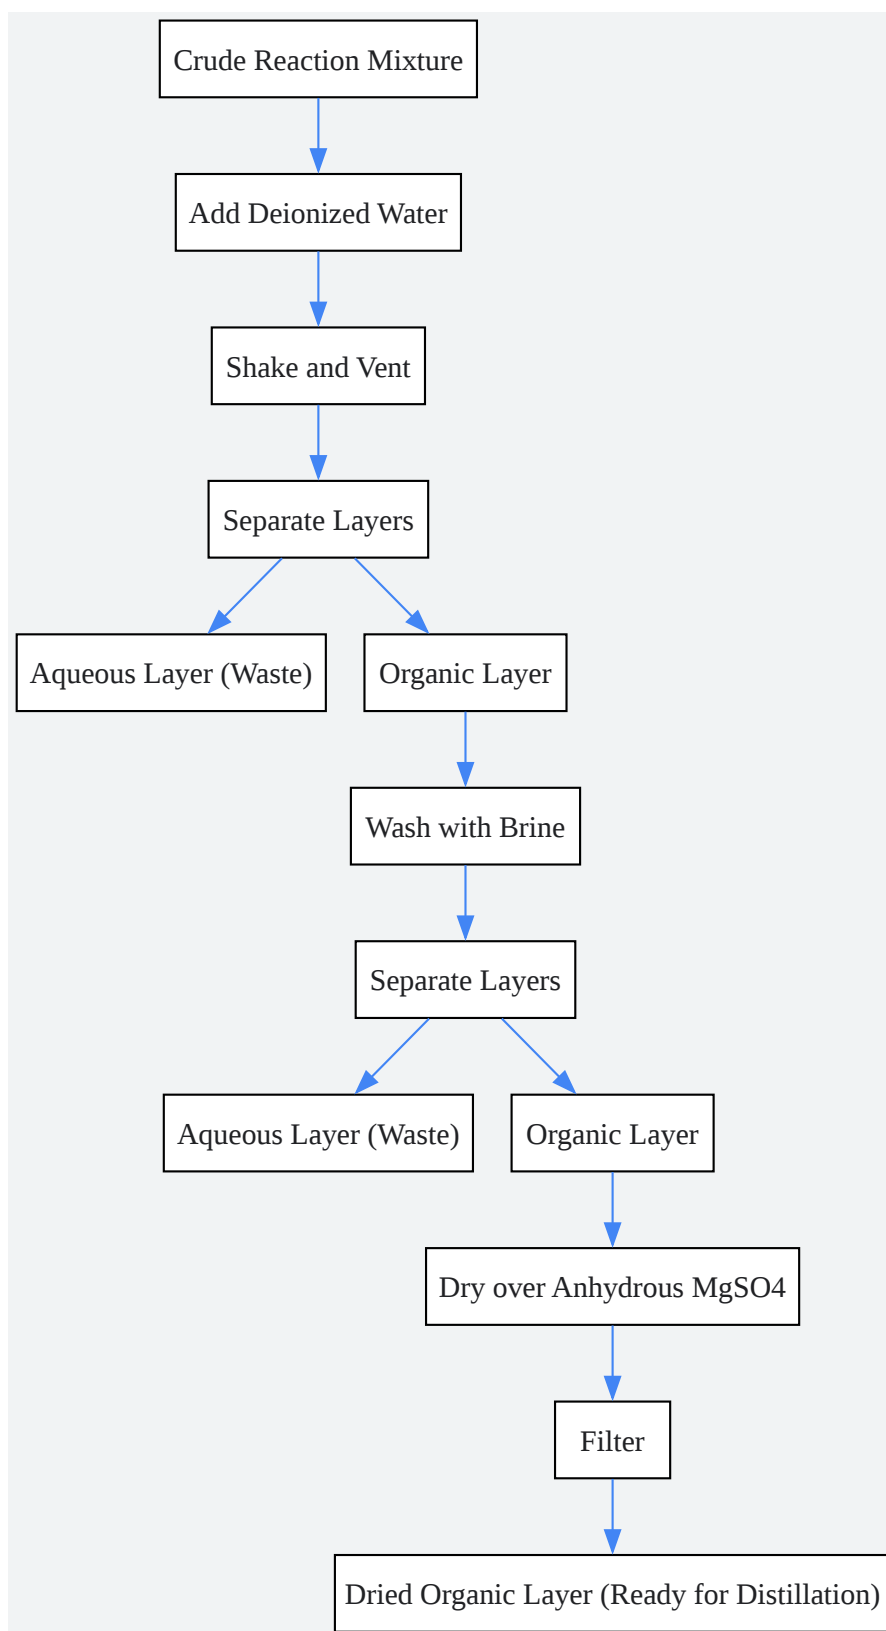 Crude Reaction Mixture
Add Deionized Water
Shake and Vent
Separate Layers
Aqueous Layer (Waste)
Organic Layer
Wash with Brine
Separate Layers
Aqueous Layer (Waste)
Organic Layer
Dry over Anhydrous MgSO4
Filter
Dried Organic Layer (Ready for Distillation)